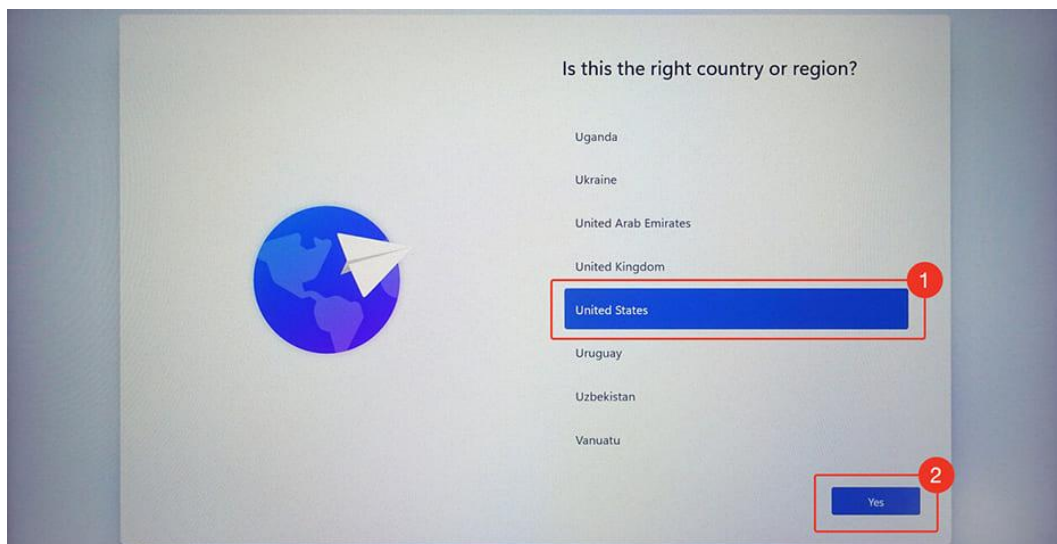 Is this the right country or region?
Uganda
Ukraine
United Arab Emirates
United Kingdom
1
United States
Uruguay
Uzbekistan
Vanuatu
2
Yes